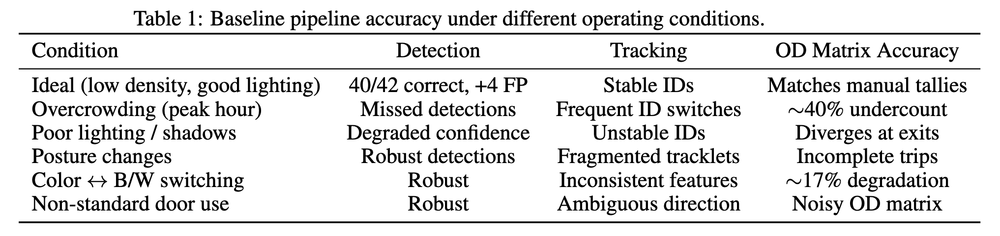 Table 1: Baseline pipeline accuracy under different operating conditions.
Condition Detection Tracking OD Matrix Accuracy
Ideal (low density, good lighting) 40/42 correct, +4 FP Stable IDs Matches manual tallies
Overcrowding (peak hour) Missed detections Frequent ID switches ~40% undercount
Poor lighting / shadows Degraded confidence Unstable IDs Diverges at exits
Posture changes Robust detections Fragmented tracklets Incomplete trips
Color ↔ B/W switching Robust Inconsistent features ~17% degradation
Non-standard door use Robust Ambiguous direction Noisy OD matrix